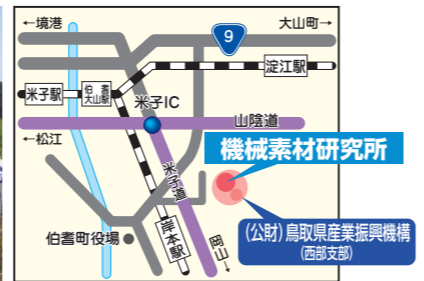 ←境港
大山町→
9
淀江駅
米子駅
伯耆
大山駅
米子IC
山陰道
←松江
機械素材研究所
米子道
(公財)鳥取県産業振興機構
(西部支部)
伯耆町役場
岸本駅
岡山→